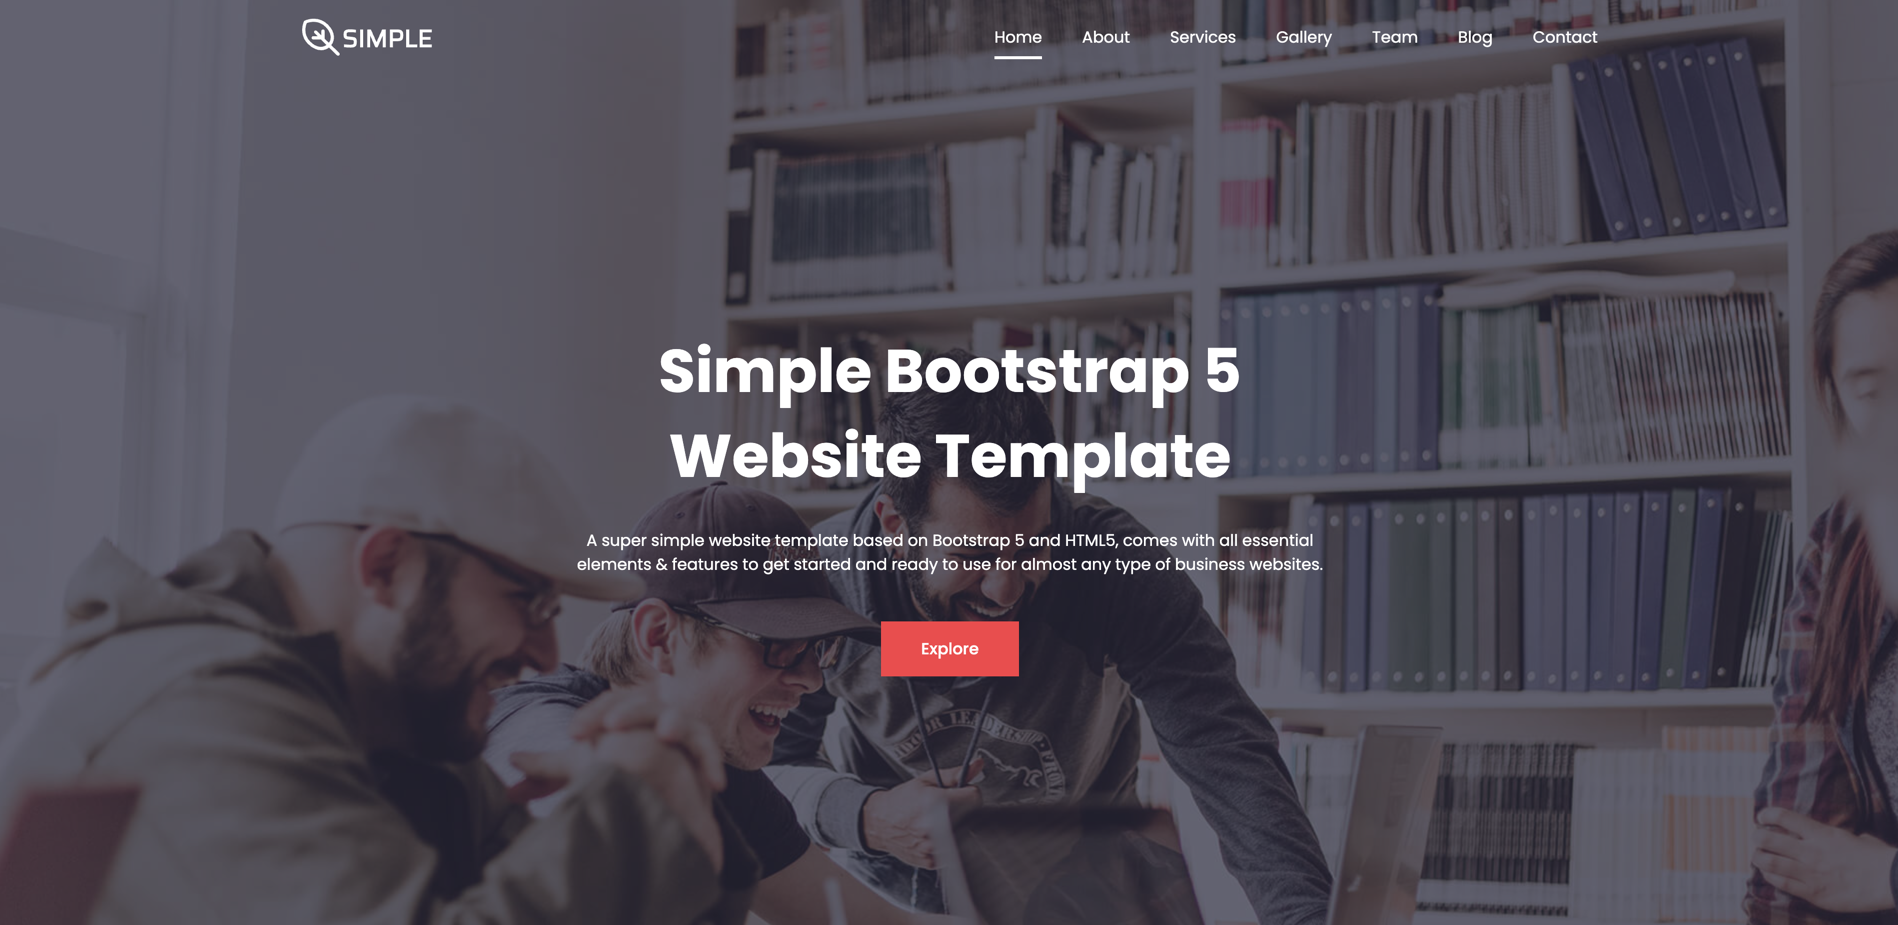 SIMPLE
Home About Services Gallery Team Blog Contact
Simple Bootstrap 5
Website Template
A super simple website template based on Bootstrap 5 and HTML5, comes with all essential
elements & features to get started and ready to use for almost any type of business websites.
Explore
LEADERSHIP